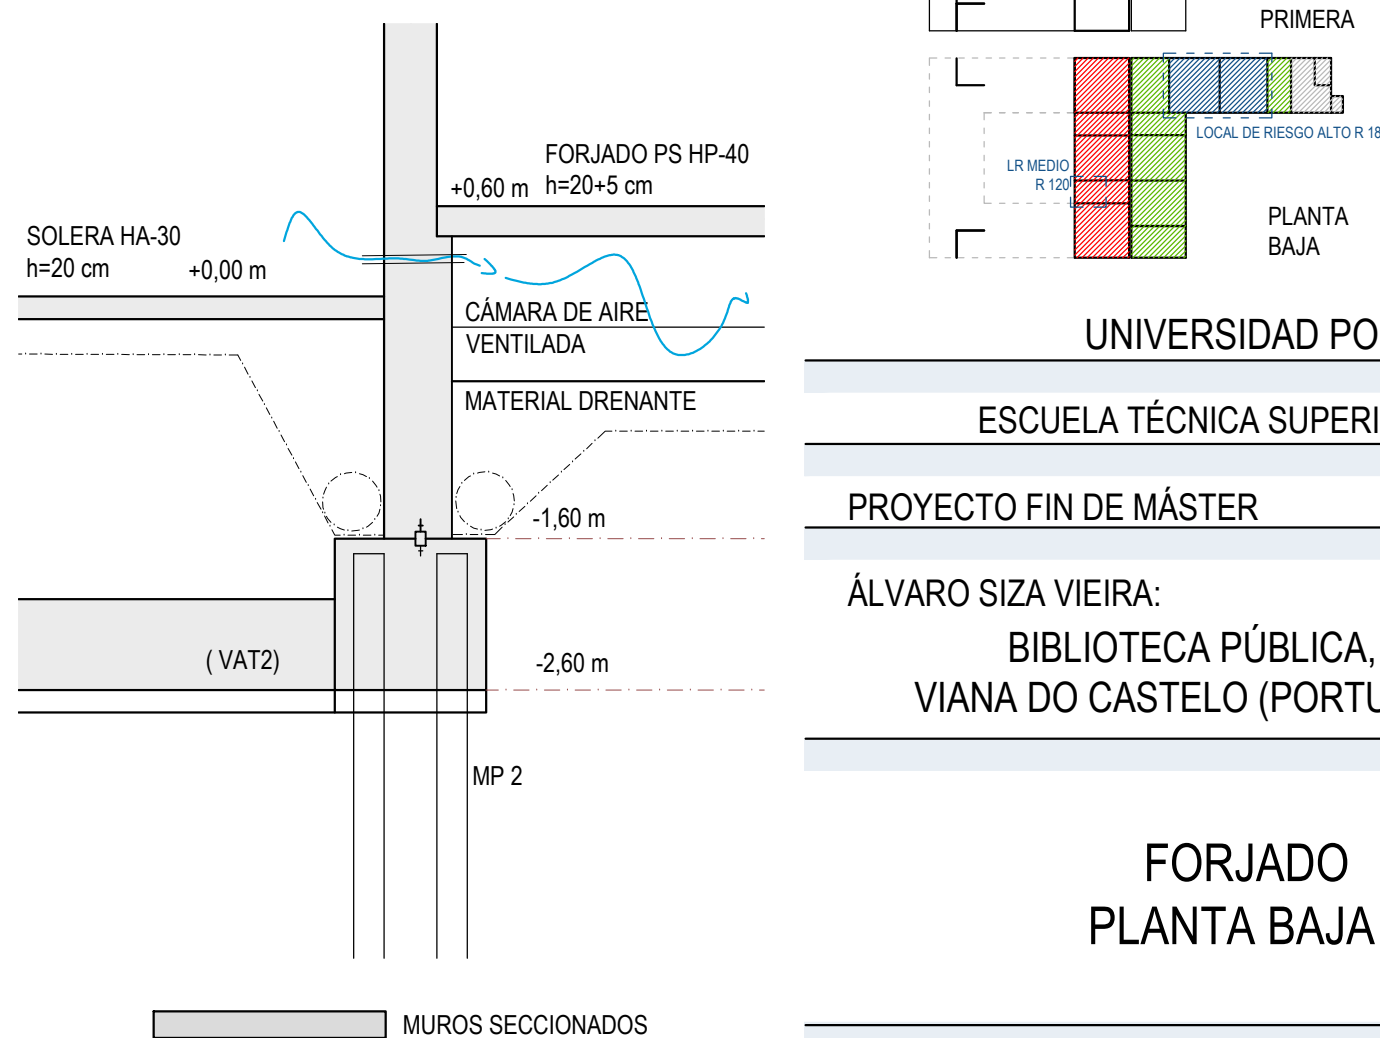 FORJADO PS HP-40
+0,60 m h=20+5 cm
SOLERA HA-30
h=20 cm +0,00 m
CÁMARA DE AIRE
VENTILADA
MATERIAL DRENANTE
-1,60 m
( VAT2)
-2,60 m
MP 2
MUROS SECCIONADOS
PRIMERA
LOCAL DE RIESGO ALTO R 18
LR MEDIO
R 120
PLANTA
BAJA
UNIVERSIDAD PO
ESCUELA TÉCNICA SUPERI
PROYECTO FIN DE MÁSTER
ÁLVARO SIZA VIEIRA:
BIBLIOTECA PÚBLICA,
VIANA DO CASTELO (PORTU
FORJADO
PLANTA BAJA